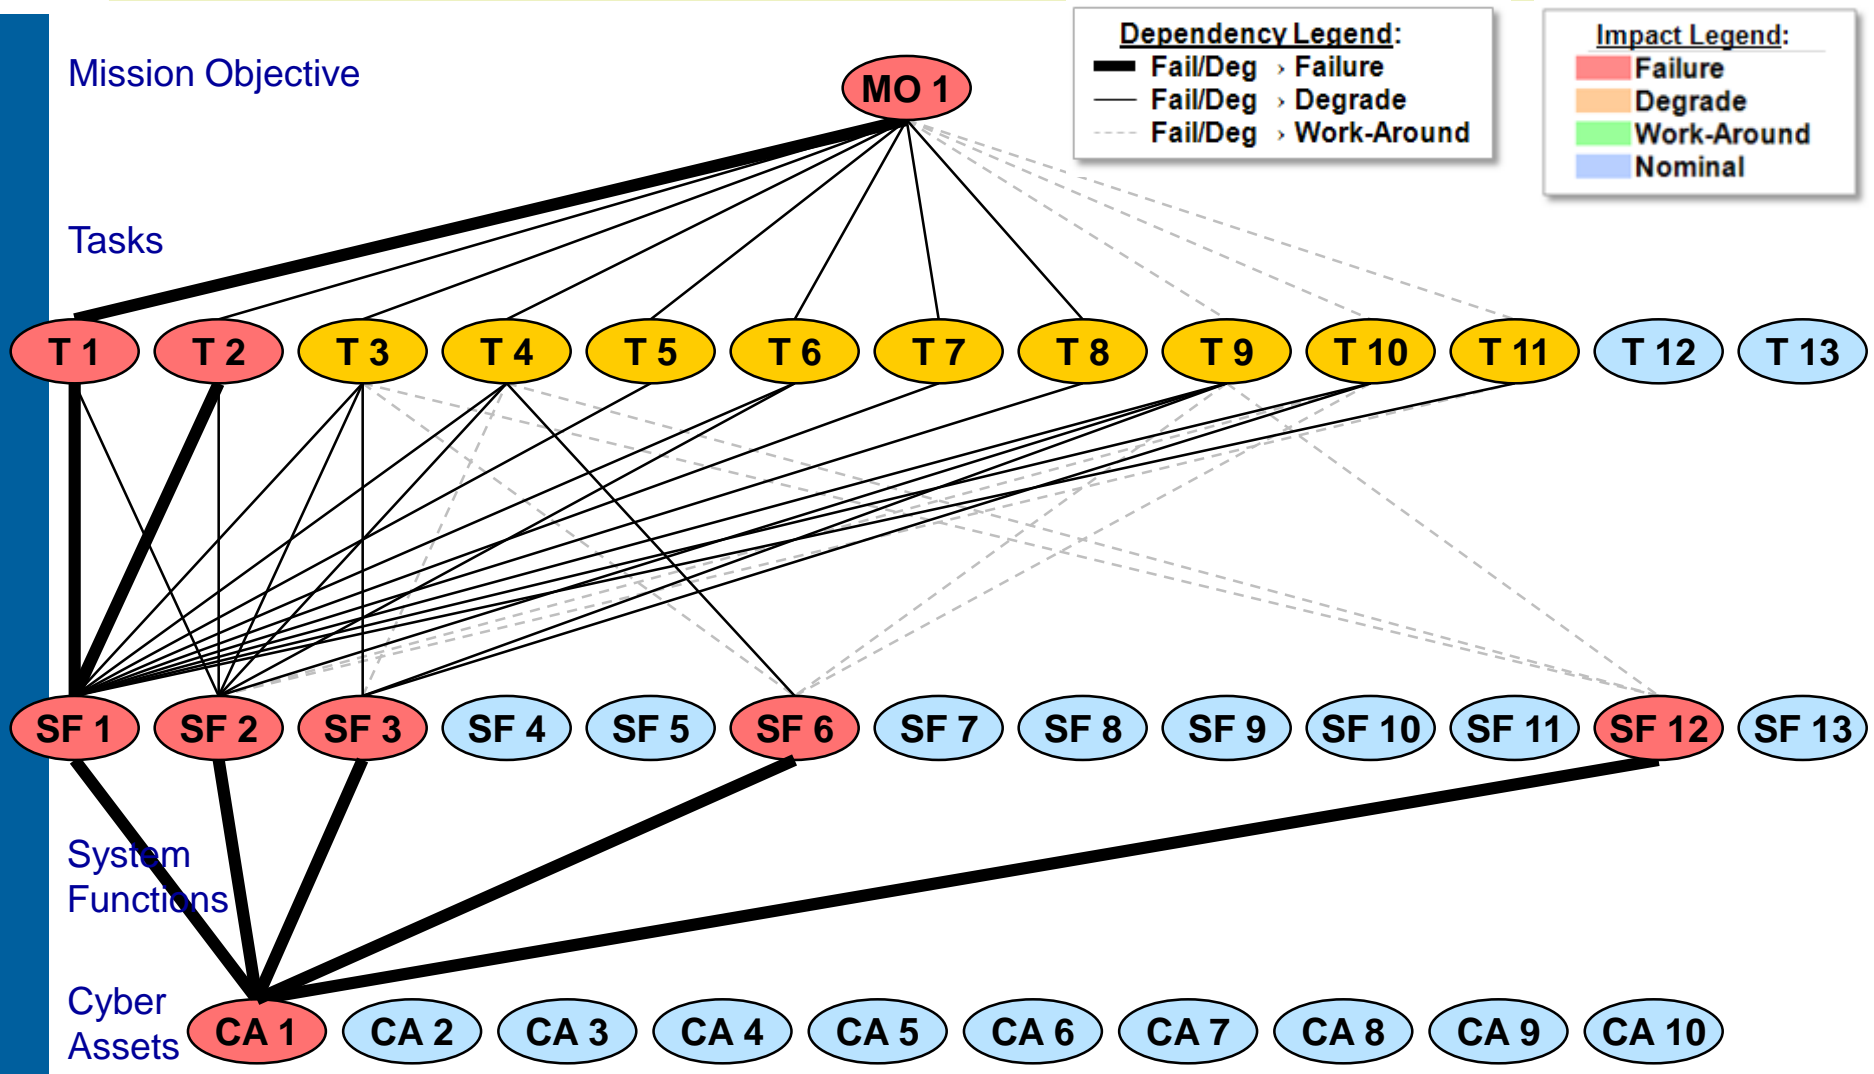 Mission Objective
MO 1
Dependency Legend:
Fail/Deg › Failure
Fail/Deg › Degrade
Fail/Deg › Work-Around
Impact Legend:
Failure
Degrade
Work-Around
Nominal
Tasks
T 1 T 2 T 3 T 4 T 5 T 6 T 7 T 8 T 9 T 10 T 11 T 12 T 13
SF 1 SF 2 SF 3 SF 4 SF 5 SF 6 SF 7 SF 8 SF 9 SF 10 SF 11 SF 12 SF 13
System
Functions
Cyber
Assets
CA 1 CA 2 CA 3 CA 4 CA 5 CA 6 CA 7 CA 8 CA 9 CA 10